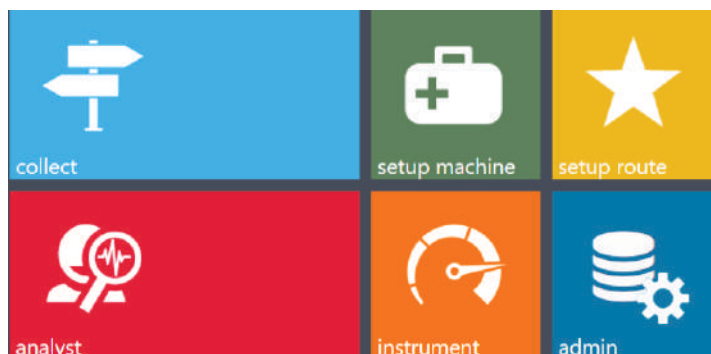 collect
setup machine
setup route
analyst
instrument
admin